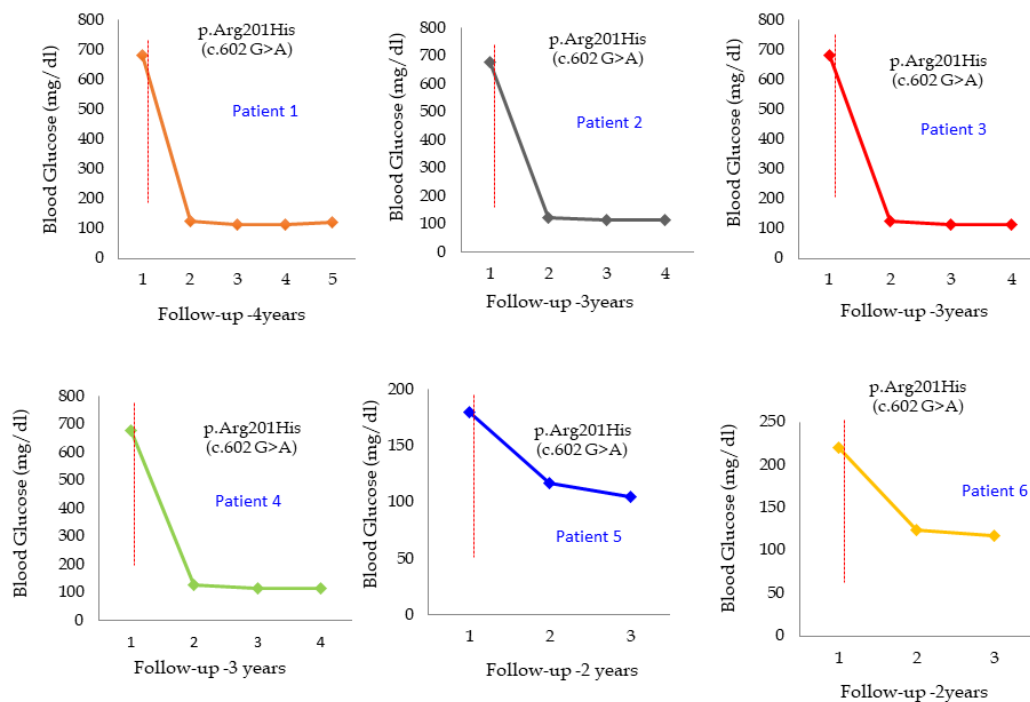 p.Arg201His
(c.602 G>A)
Patient 1
Blood Glucose (mg/ dl)
800
700
600
500
400
300
200
100
0
1 2 3 4 5
Follow-up -4years
p.Arg201His
(c.602 G>A)
Patient 2
Blood Glucose (mg/ dl)
800
700
600
500
400
300
200
100
0
1 2 3 4
Follow-up -3years
p.Arg201His
(c.602 G>A)
Patient 3
Blood Glucose (mg/ dl)
800
700
600
500
400
300
200
100
0
1 2 3 4
Follow-up -3years
p.Arg201His
(c.602 G>A)
Patient 4
Blood Glucose (mg/ dl)
800
700
600
500
400
300
200
100
0
1 2 3 4
Follow-up -3 years
p.Arg201His
(c.602 G>A)
Patient 5
Blood Glucose (mg/ dl)
200
150
100
50
0
1 2 3
Follow-up -2 years
p.Arg201His
(c.602 G>A)
Patient 6
Blood Glucose (mg/ dl)
250
200
150
100
50
0
1 2 3
Follow-up -2years